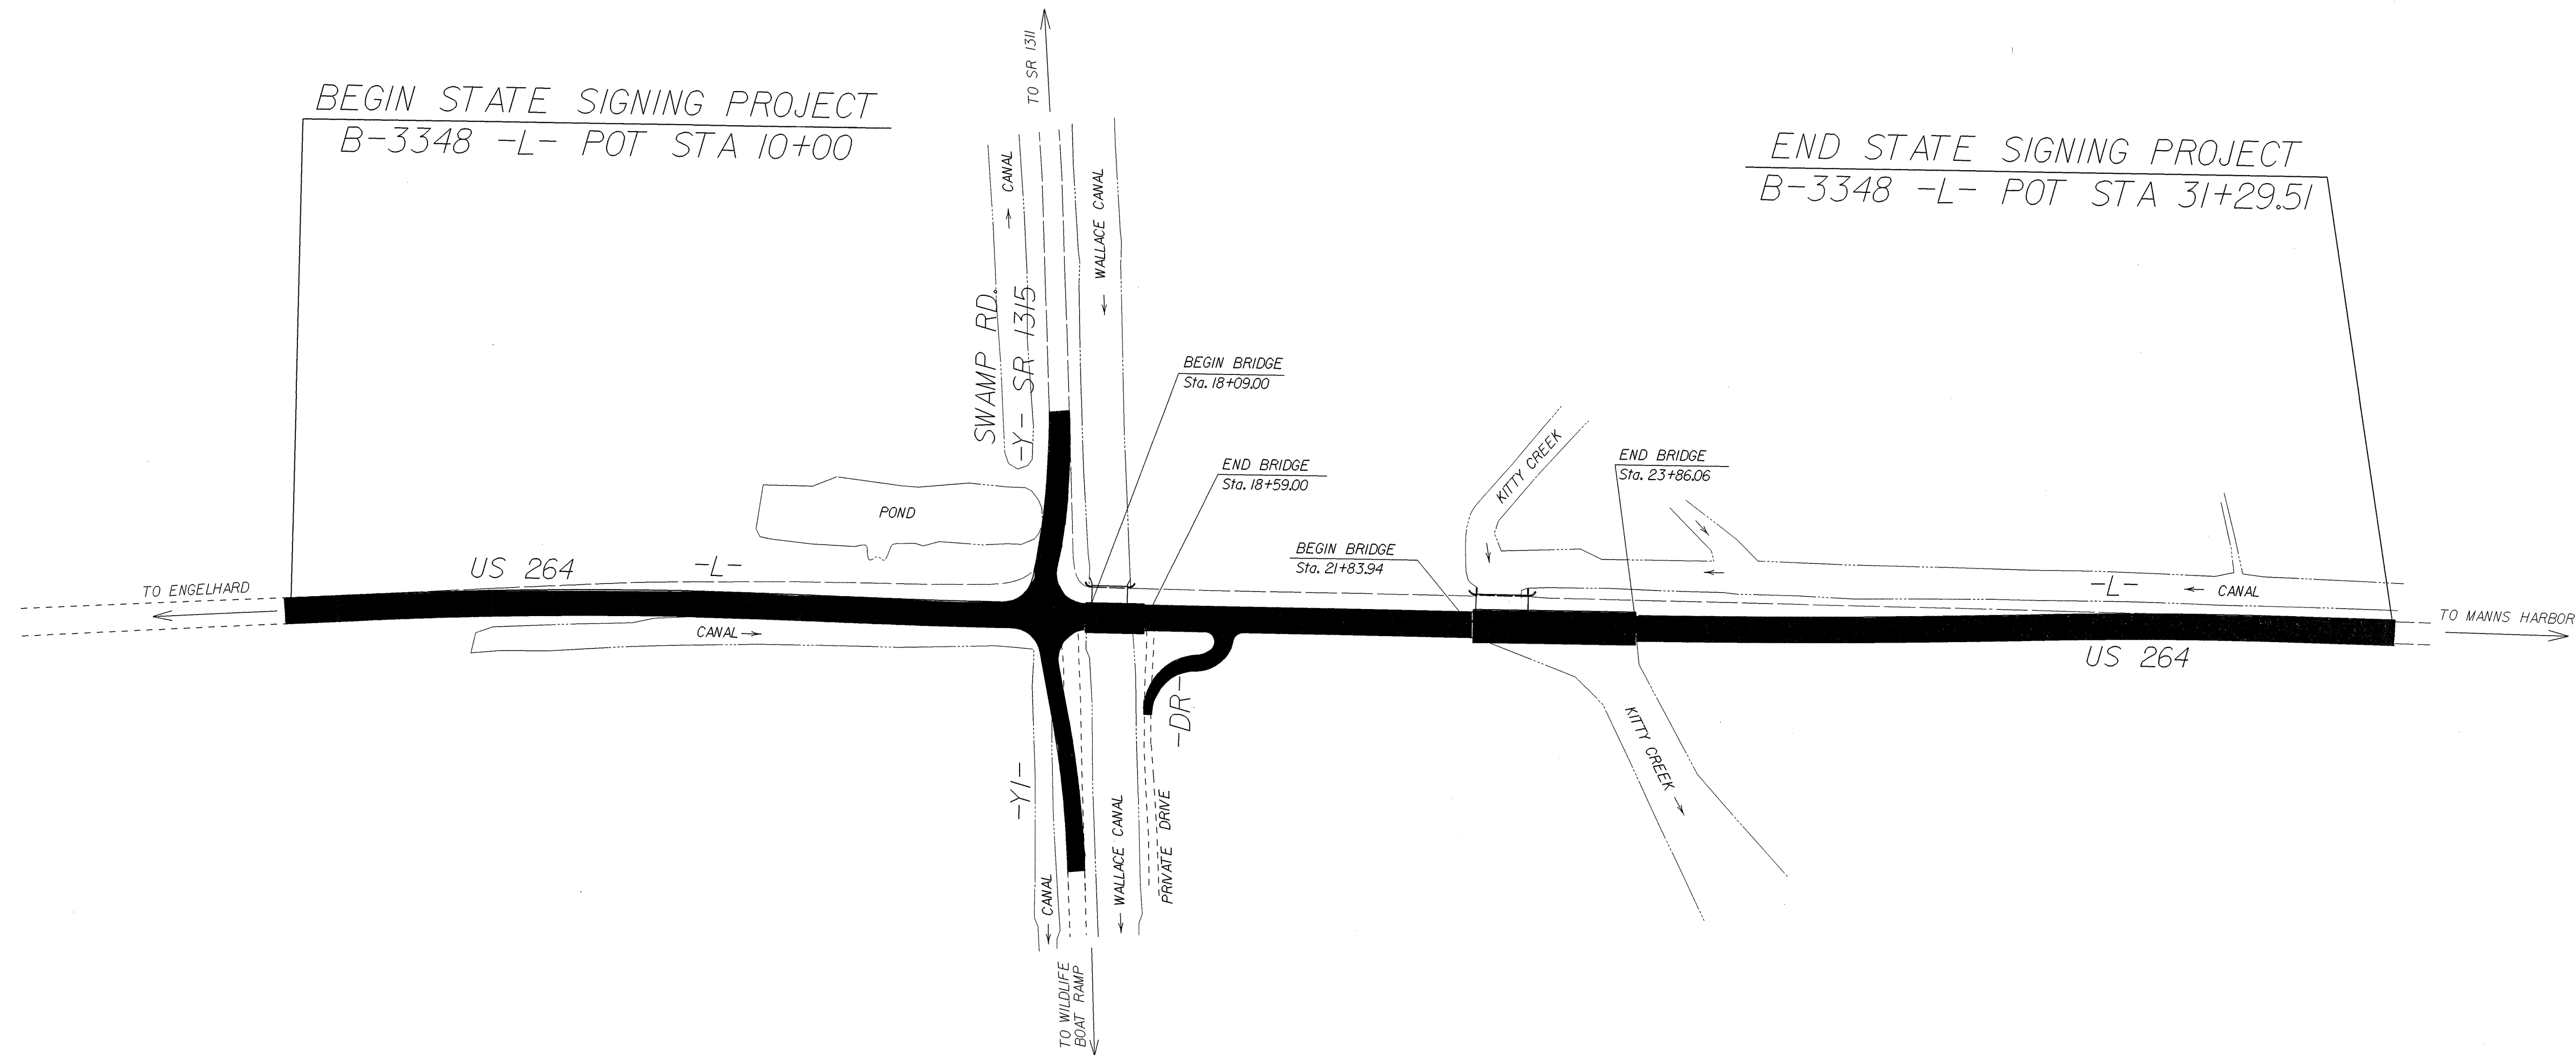 BEGIN STATE SIGNING PROJECT
B-3348 -L- POT STA 10+00
TO SR 1311
END STATE SIGNING PROJECT
B-3348 -L- POT STA 31+29.51
CANAL
WALLACE CANAL
SWAMP RD.
-Y- SR 1315
BEGIN BRIDGE
Sta. 18+09.00
END BRIDGE
Sta. 18+59.00
KITTY CREEK
END BRIDGE
Sta. 23+86.06
POND
BEGIN BRIDGE
Sta. 21+83.94
US 264
-L-
TO ENGELHARD
-L-
CANAL
TO MANNS HARBOR
CANAL
US 264
-DR-
KITTY CREEK
-Y1-
CANAL
WALLACE CANAL
PRIVATE DRIVE
TO WILDLIFE
BOAT RAMP